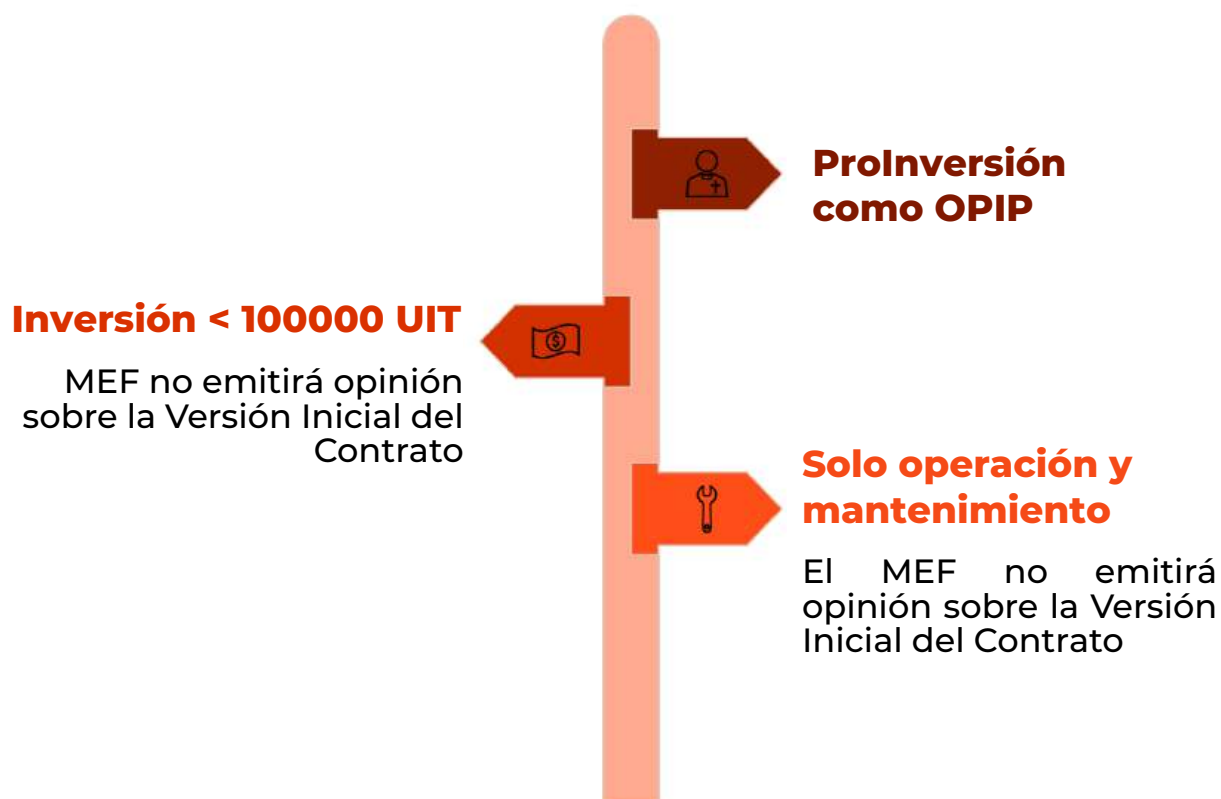 ProInversión
como OPIP
Inversión < 100000 UIT
MEF no emitirá opinión
sobre la Versión Inicial del
Contrato
Solo operación y
mantenimiento
El MEF no emitirá
opinión sobre la Versión
Inicial del Contrato